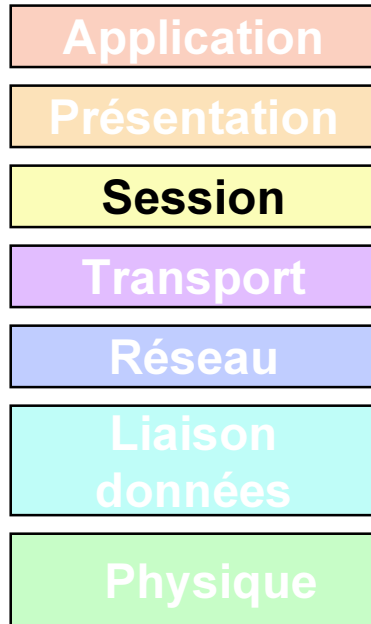 Application
Présentation
Session
Transport
Réseau
Liaison
données
Physique